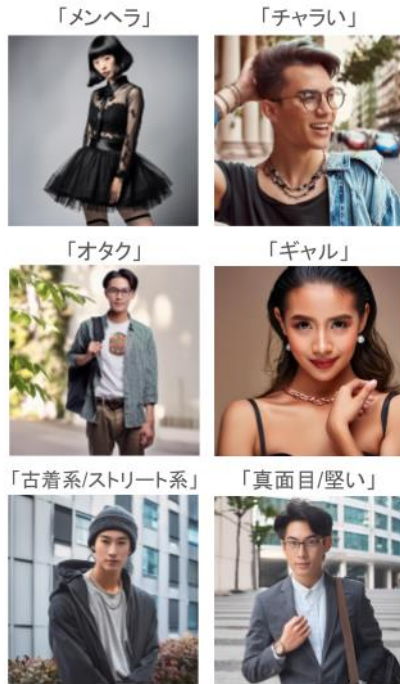 「メンヘラ」
「チャラい」
「オタク」
「ギャル」
「古着系/ストリート系」
「真面目/堅い」